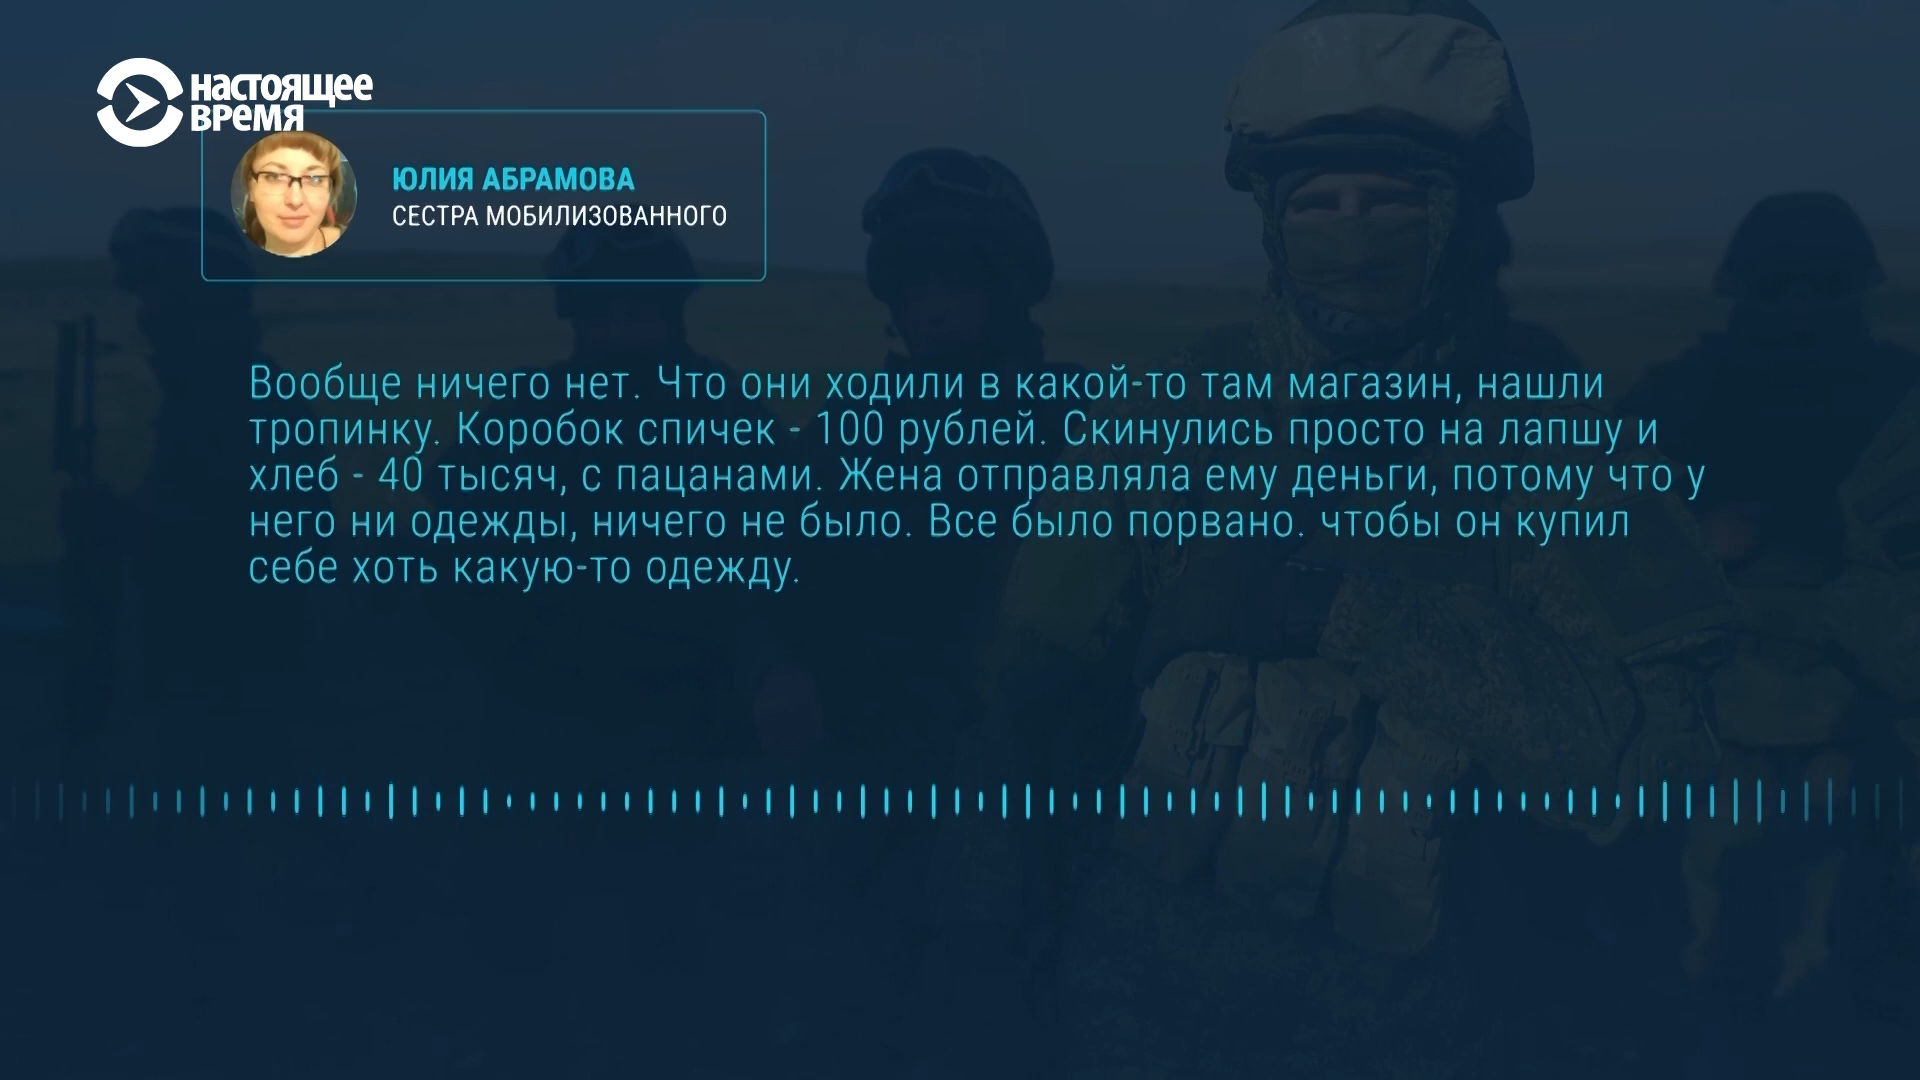 НАСТОЯЩЕЕ
ВРЕМЯ
ЮЛИЯ АБРАМОВА
СЕСТРА МОБИЛИЗОВАННОГО
Вообще ничего нет. Что они ходили в какой-то там магазин, нашли
тропинку. Коробок спичек - 100 рублей. Скинулись просто на лапшу и
хлеб - 40 тысяч, с пацанами. Жена отправляла ему деньги, потому что у
него ни одежды, ничего не было. Все было порвано. чтобы он купил
себе хоть какую-то одежду.